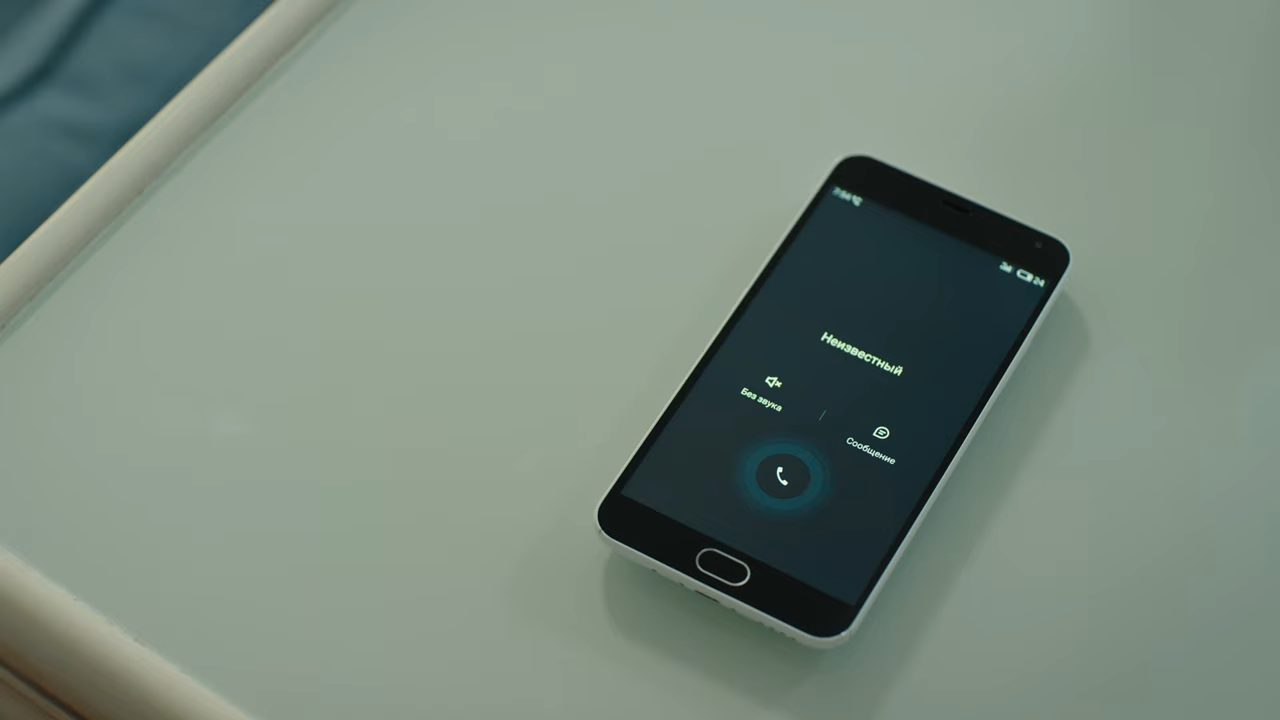 Неизвестный
Без звука
Сообщение